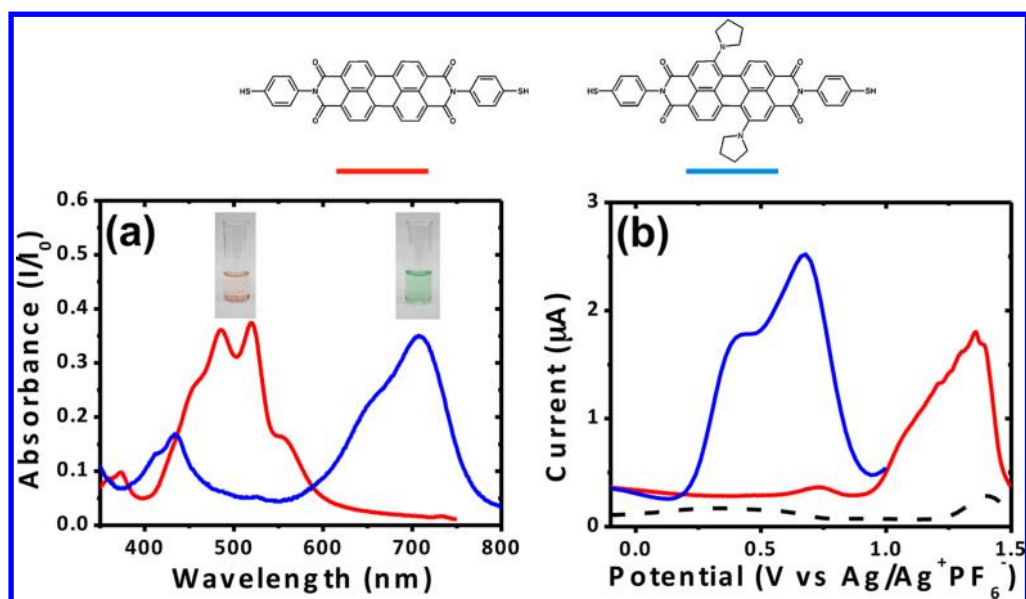 N
HS N N SH
O O O O
HS N N SH
O O O O
N
(a) (b)
0.6 0.5 0.4 0.3 0.2 0.1 0.0
Absorbance (I/I0)
400 500 600 700 800
Wavelength (nm)
3 2 1 0
Current (µA)
0.0 0.5 1.0 1.5
Potential (V vs Ag/Ag+PF6-)